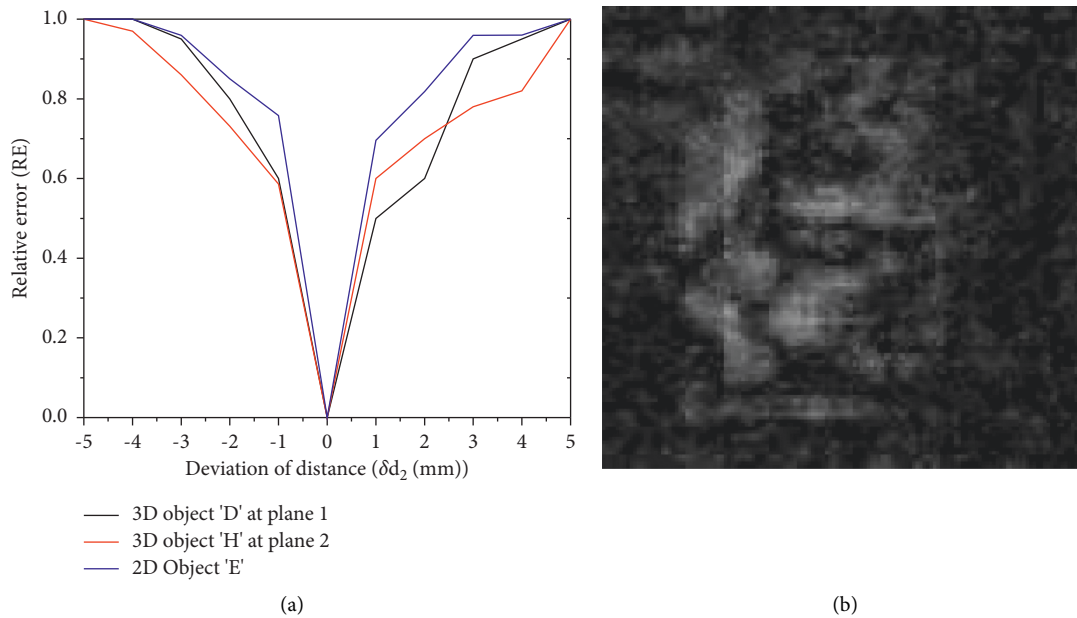 1.0
0.8
0.6
0.4
0.2
0.0
Relative error (RE)
-5 -4 -3 -2 -1 0 1 2 3 4 5
Deviation of distance (δd₂ (mm))
3D object 'D' at plane 1
3D object 'H' at plane 2
2D Object 'E'
(a)
(b)